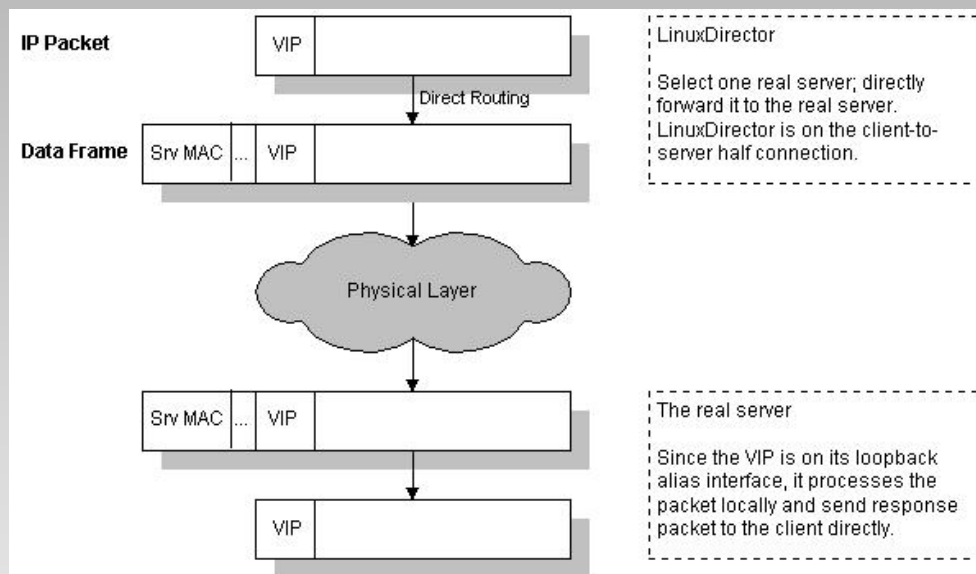 IP Packet
VIP
Direct Routing
Data Frame
Srv MAC ... VIP
Physical Layer
Srv MAC ... VIP
VIP
LinuxDirector
Select one real server; directly
forward it to the real server.
LinuxDirector is on the client-to-
server half connection.
The real server
Since the VIP is on its loopback
alias interface, it processes the
packet locally and send response
packet to the client directly.